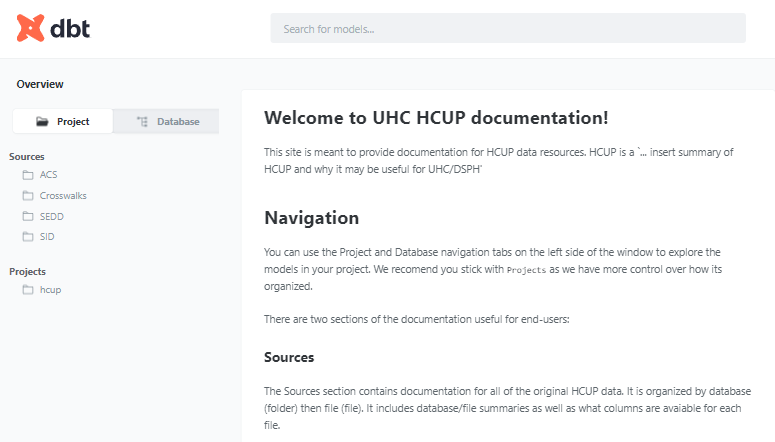 dbt
Search for models...
Overview
Project
Database
Sources
ACS
Crosswalks
SEDD
SID
Projects
hcup
Welcome to UHC HCUP documentation!
This site is meant to provide documentation for HCUP data resources. HCUP is a `... insert summary of
HCUP and why it may be useful for UHC/DSPH'
Navigation
You can use the Project and Database navigation tabs on the left side of the window to explore the
models in your project. We recomend you stick with Projects as we have more control over how its
organized.
There are two sections of the documentation useful for end-users:
Sources
The Sources section contains documentation for all of the original HCUP data. It is organized by database
(folder) then file (file). It includes database/file summaries as well as what columns are avaiable for each
file.